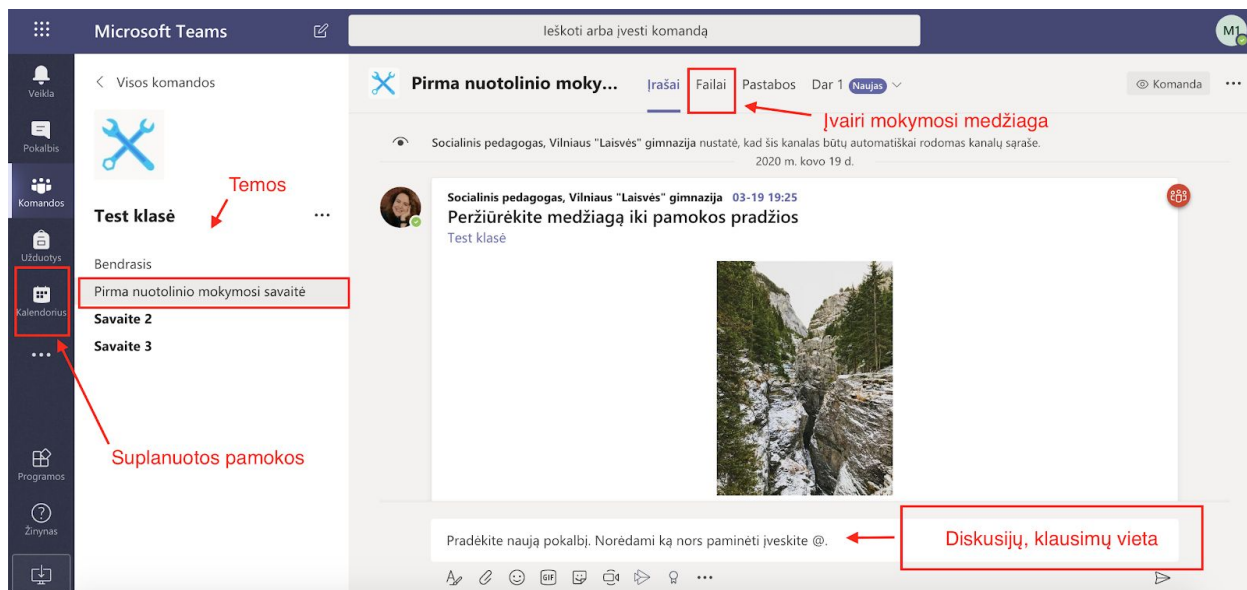 Microsoft Teams
Ieškoti arba įvesti komandą
M1
Veikla
Pokalbis
Komandos
Užduotys
Kalendorius
Programos
Žinynas
Visos komandos
Temos
Test klasė
Bendrasis
Pirma nuotolinio mokymosi savaitė
Savaite 2
Savaite 3
Suplanuotos pamokos
Pirma nuotolinio moky...
Įrašai
Failai
Pastabos
Dar 1 Naujas
Komanda
Įvairi mokymosi medžiaga
Socialinis pedagogas, Vilniaus "Laisvės" gimnazija nustatė, kad šis kanalas būtų automatiškai rodomas kanalų sąraše.
2020 m. kovo 19 d.
Socialinis pedagogas, Vilniaus "Laisvės" gimnazija 03-19 19:25
Peržiūrėkite medžiagą iki pamokos pradžios
Test klasė
Pradėkite naują pokalbį. Norėdami ką nors paminėti įveskite @.
Diskusijų, klausimų vieta
GIF